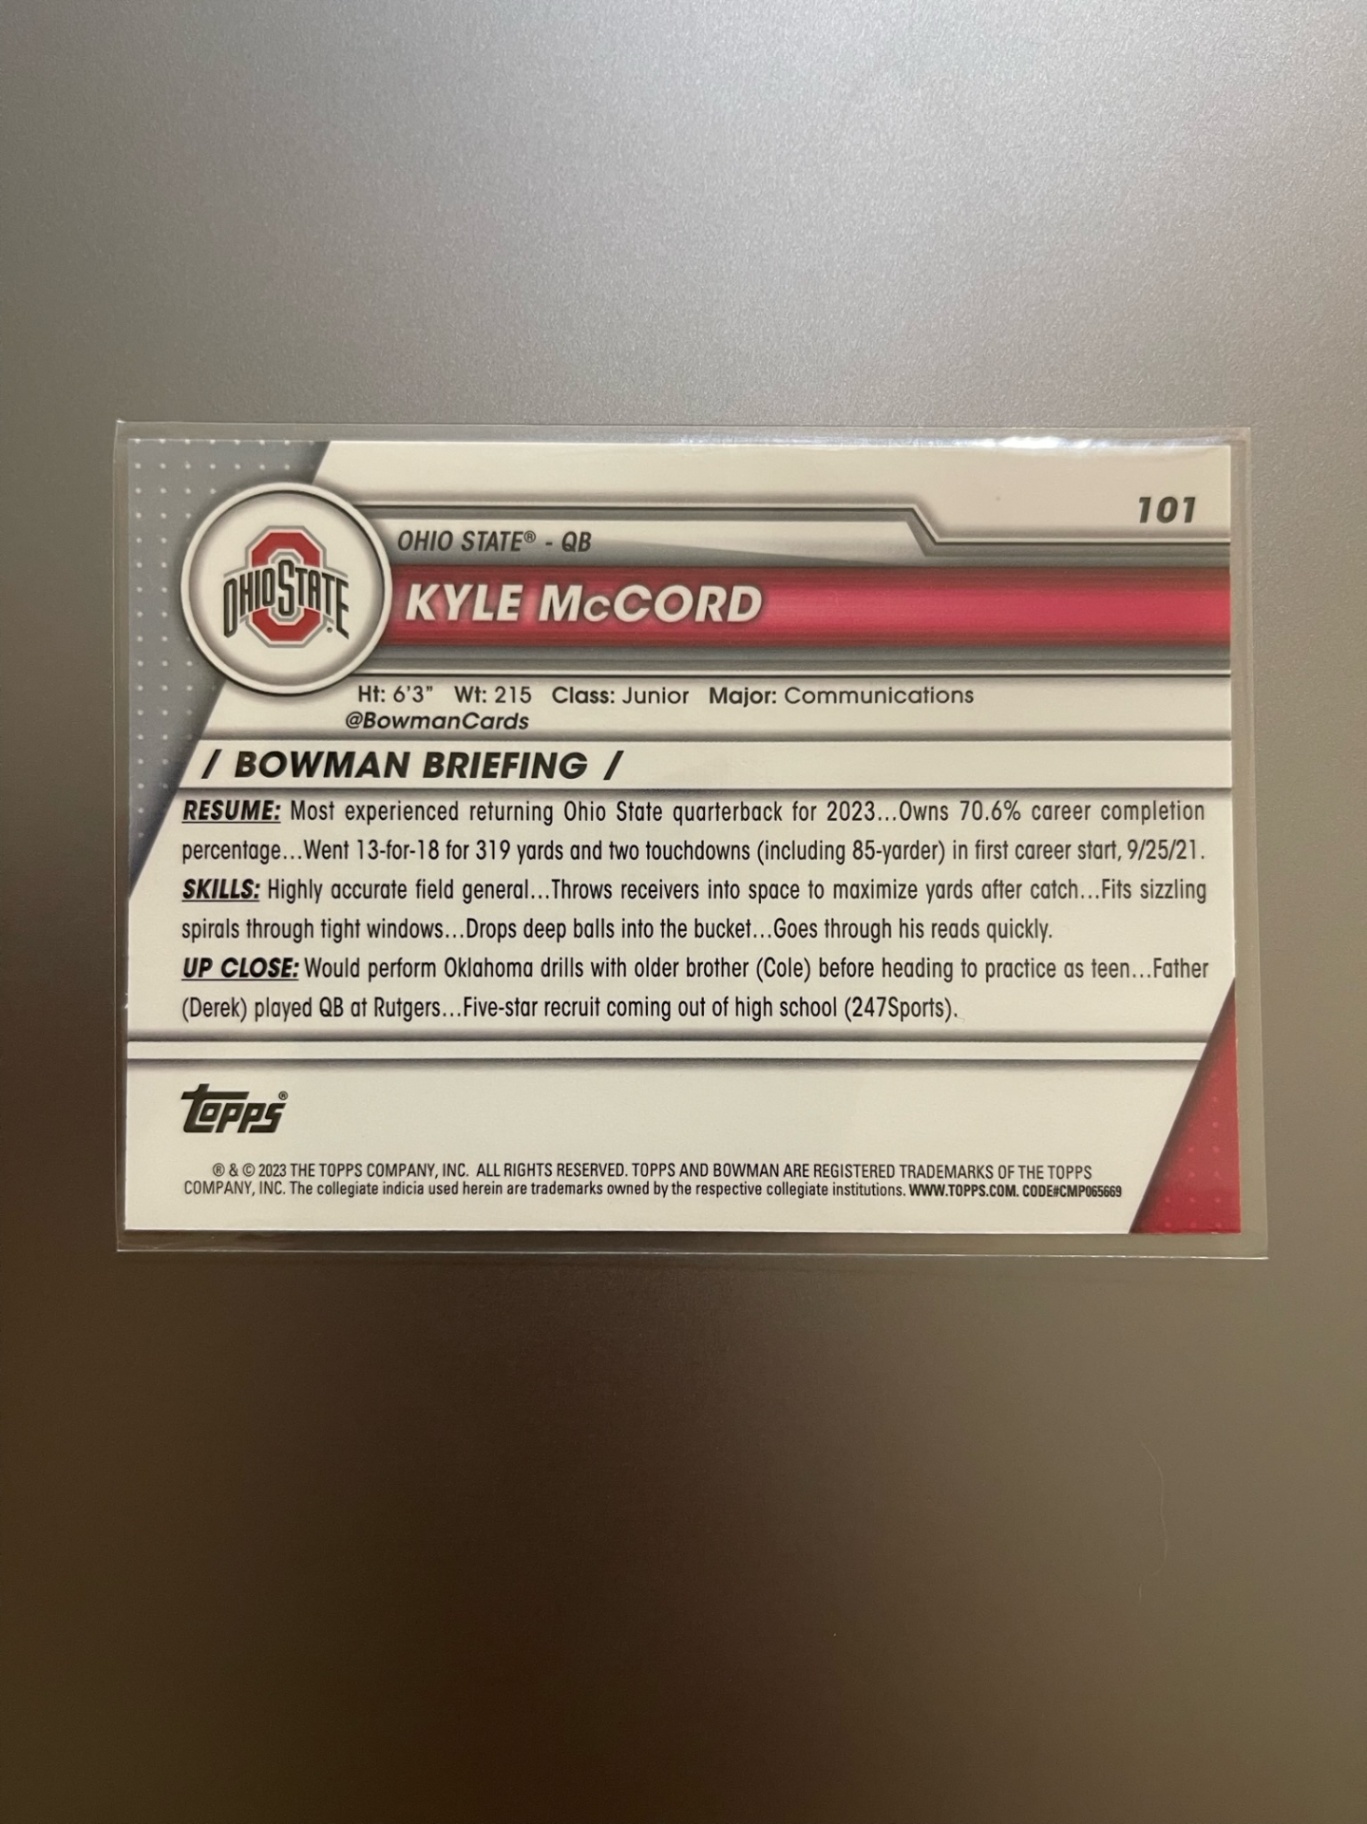 101
OHIO STATE® - QB
OHIO STATE
KYLE McCORD
Ht: 6'3" Wt: 215 Class: Junior Major: Communications
@BowmanCards
/ BOWMAN BRIEFING /
RESUME: Most experienced returning Ohio State quarterback for 2023...Owns 70.6% career completion
percentage...Went 13-for-18 for 319 yards and two touchdowns (including 85-yarder) in first career start, 9/25/21.
SKILLS: Highly accurate field general...Throws receivers into space to maximize yards after catch...Fits sizzling
spirals through tight windows...Drops deep balls into the bucket...Goes through his reads quickly.
UP CLOSE: Would perform Oklahoma drills with older brother (Cole) before heading to practice as teen...Father
(Derek) played QB at Rutgers...Five-star recruit coming out of high school (247Sports).
topps®
® & © 2023 THE TOPPS COMPANY, INC. ALL RIGHTS RESERVED. TOPPS AND BOWMAN ARE REGISTERED TRADEMARKS OF THE TOPPS
COMPANY, INC. The collegiate indicia used herein are trademarks owned by the respective collegiate institutions. WWW.TOPPS.COM. CODE#CMP065669